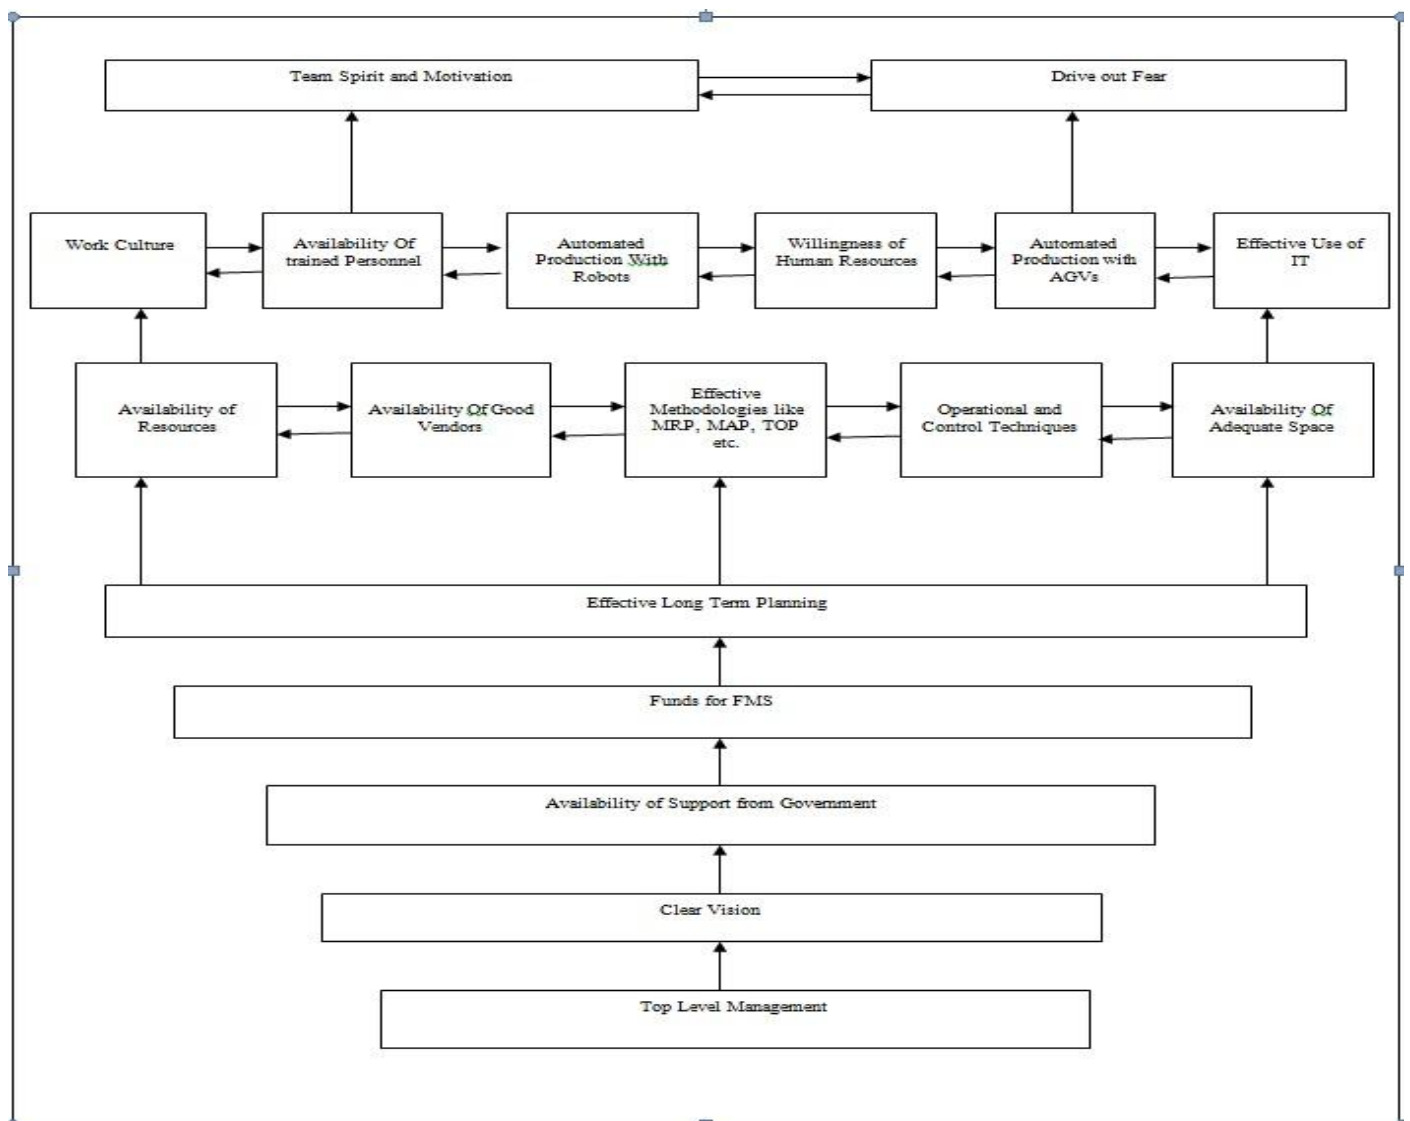 Team Spirit and Motivation
Drive out Fear
Work Culture
Availability Of
trained Personnel
Automated
Production With
Robots
Willingness of
Human Resources
Automated
Production with
AGVs
Effective Use of
IT
Availability of
Resources
Availability Of Good
Vendors
Effective
Methodologies like
MRP, MAP, TOP
etc.
Operational and
Control Techniques
Availability Of
Adequate Space
Effective Long Term Planning
Funds for FMS
Availability of Support from Government
Clear Vision
Top Level Management